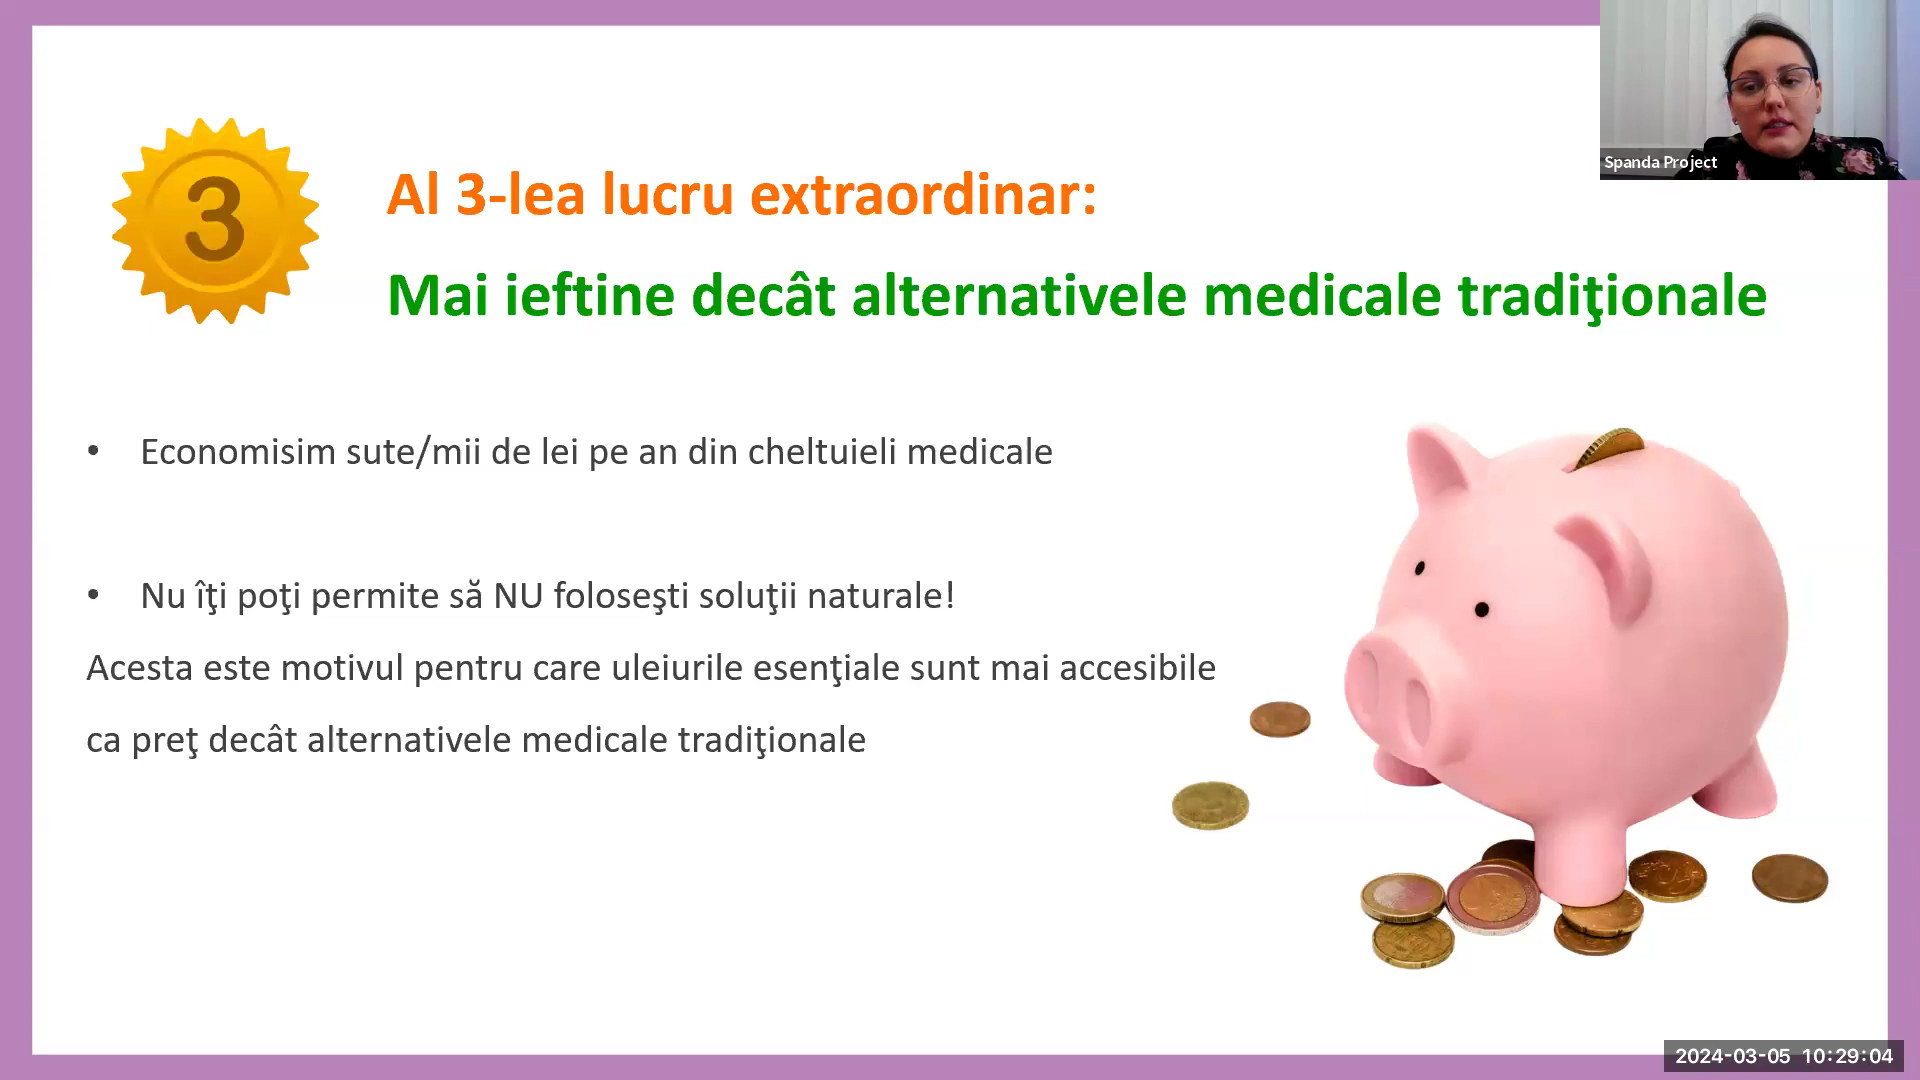 Spanda Project
3
Al 3-lea lucru extraordinar:
Mai ieftine decât alternativele medicale tradiţionale
• Economisim sute/mii de lei pe an din cheltuieli medicale
• Nu îţi poţi permite să NU foloseşti soluţii naturale!
Acesta este motivul pentru care uleiurile esenţiale sunt mai accesibile
ca preţ decât alternativele medicale tradiţionale
2024-03-05 10:29:04